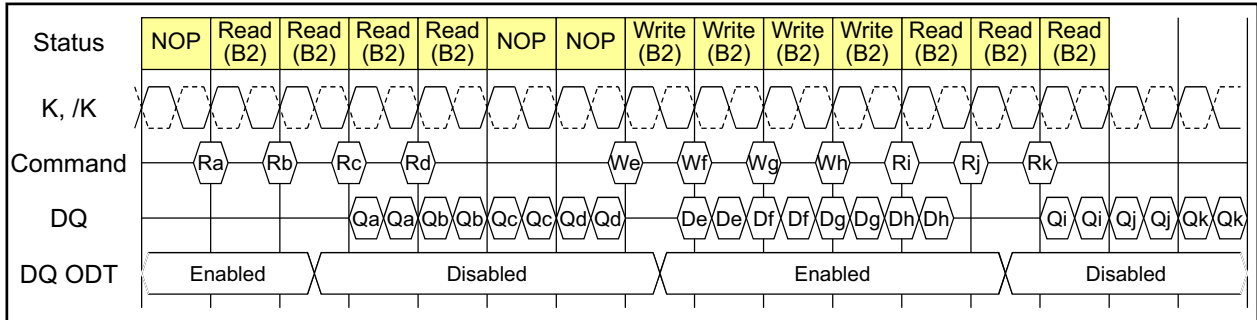 Status NOP Read (B2) Read (B2) Read (B2) Read (B2) NOP NOP Write (B2) Write (B2) Write (B2) Write (B2) Read (B2) Read (B2) Read (B2)
K, /K
Command Ra Rb Rc Rd We Wf Wg Wh Ri Rj Rk
DQ Qa Qa Qb Qb Qc Qc Qd Qd De De Df Df Dg Dg Dh Dh Qi Qi Qj Qj Qk Qk
DQ ODT Enabled Disabled Enabled Disabled